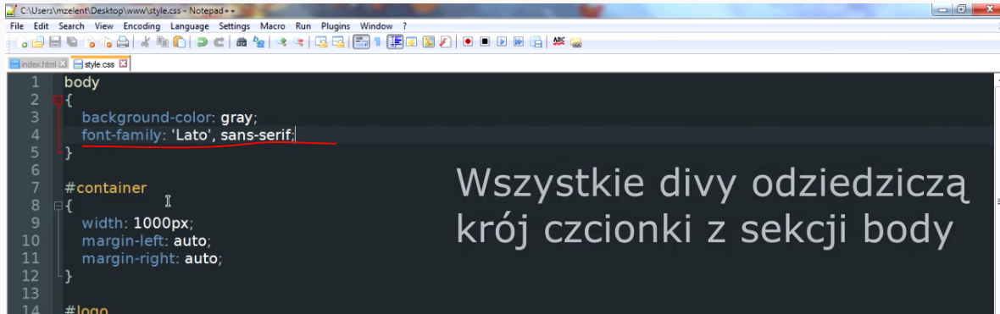 C:\Users\mzelent\Desktop\www\style.css - Notepad++
File Edit Search View Encoding Language Settings Macro Run Plugins Window ?
index.html style.css
1 body
2 {
3 background-color: gray;
4 font-family: 'Lato', sans-serif;
5 }
6
7 #container
8 {
9 width: 1000px;
10 margin-left: auto;
11 margin-right: auto;
12 }
13
14 #logo
Wszystkie divy odziedziczą
krój czcionki z sekcji body